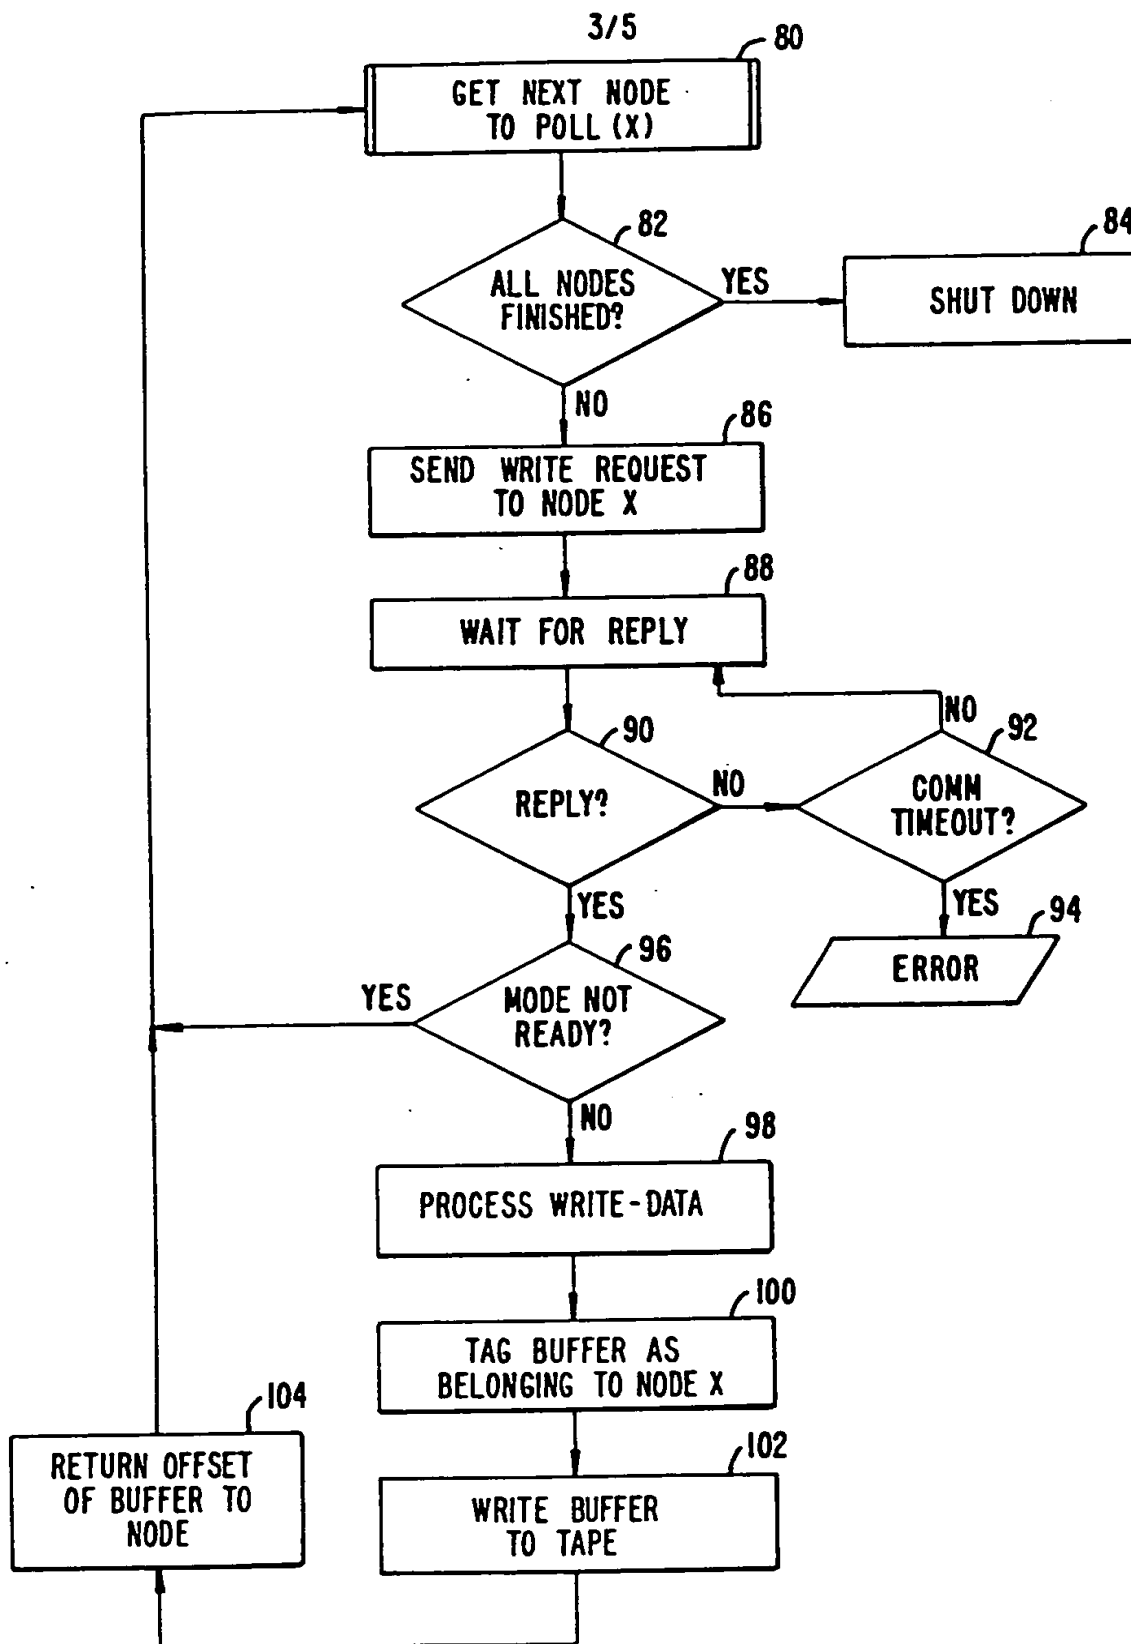 3/5
80
GET NEXT NODE
TO POLL (X)
82
ALL NODES
FINISHED?
YES
84
SHUT DOWN
NO
86
SEND WRITE REQUEST
TO NODE X
88
WAIT FOR REPLY
90
REPLY?
NO
NO
92
COMM
TIMEOUT?
YES
YES
94
ERROR
96
MODE NOT
READY?
YES
NO
98
PROCESS WRITE-DATA
100
TAG BUFFER AS
BELONGING TO NODE X
104
RETURN OFFSET
OF BUFFER TO
NODE
102
WRITE BUFFER
TO TAPE